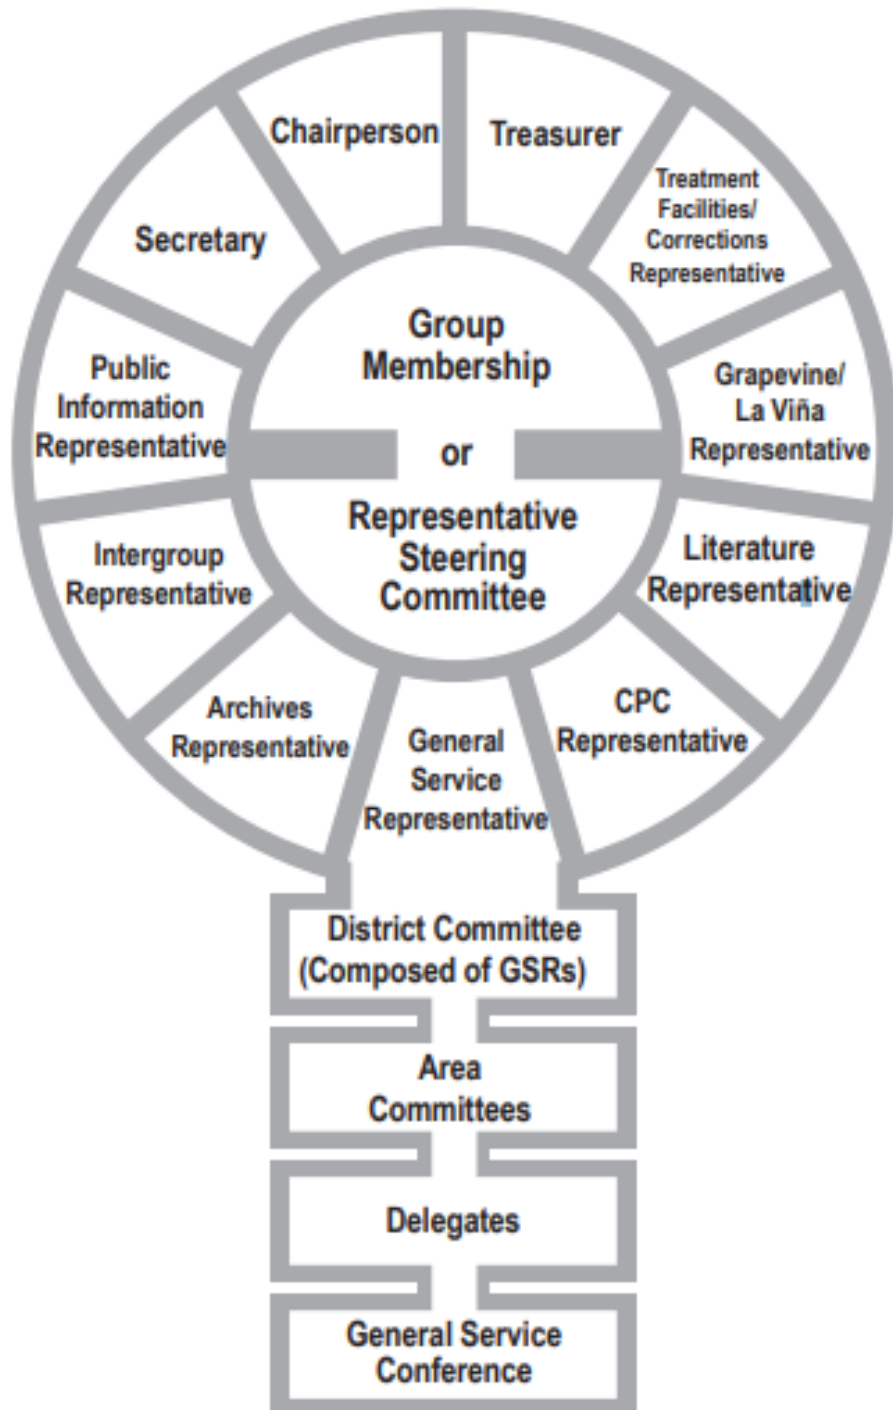 Chairperson
Treasurer
Treatment
Facilities/
Corrections
Representative
Grapevine/
La Viña
Representative
Literature
Representative
CPC
Representative
General
Service
Representative
Archives
Representative
Intergroup
Representative
Public
Information
Representative
Secretary
Group
Membership
or
Representative
Steering
Committee
District Committee
(Composed of GSRs)
Area
Committees
Delegates
General Service
Conference